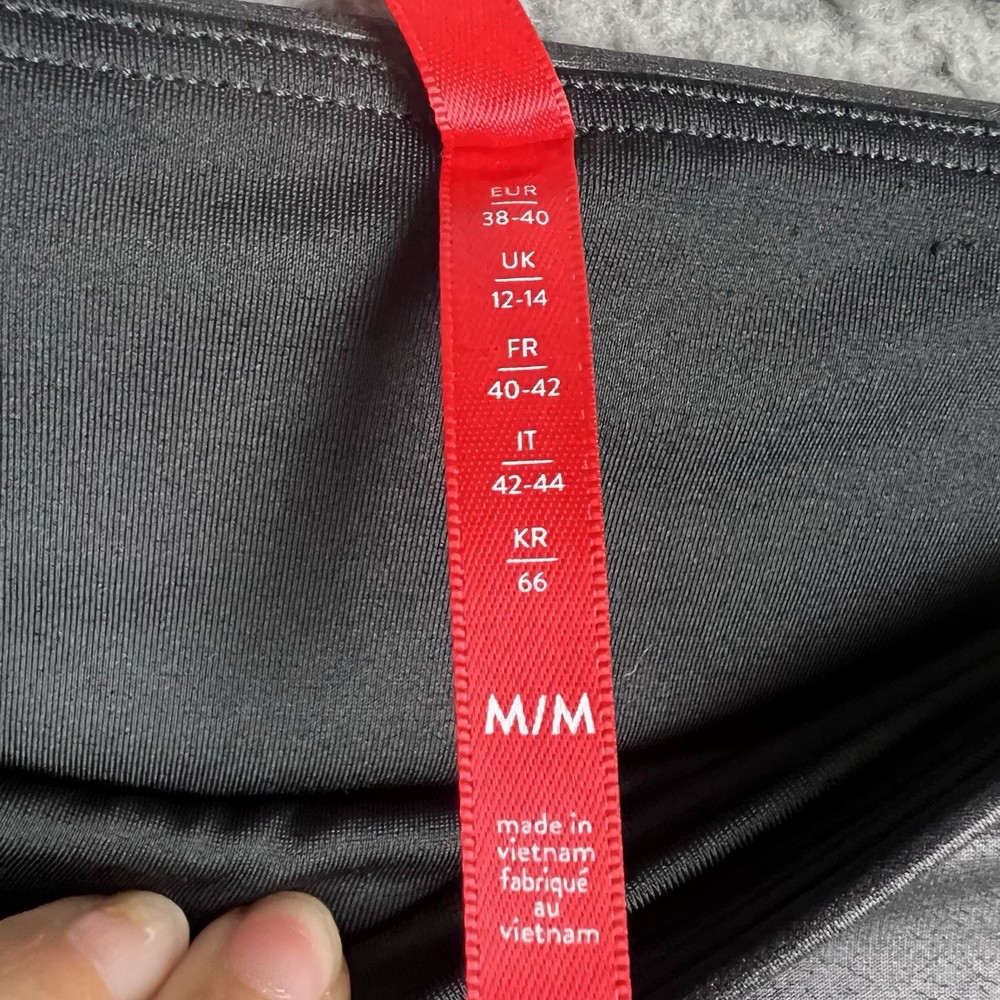 EUR
38-40
UK
12-14
FR
40-42
IT
42-44
KR
66
M/M
made in
vietnam
fabriqué
au
vietnam